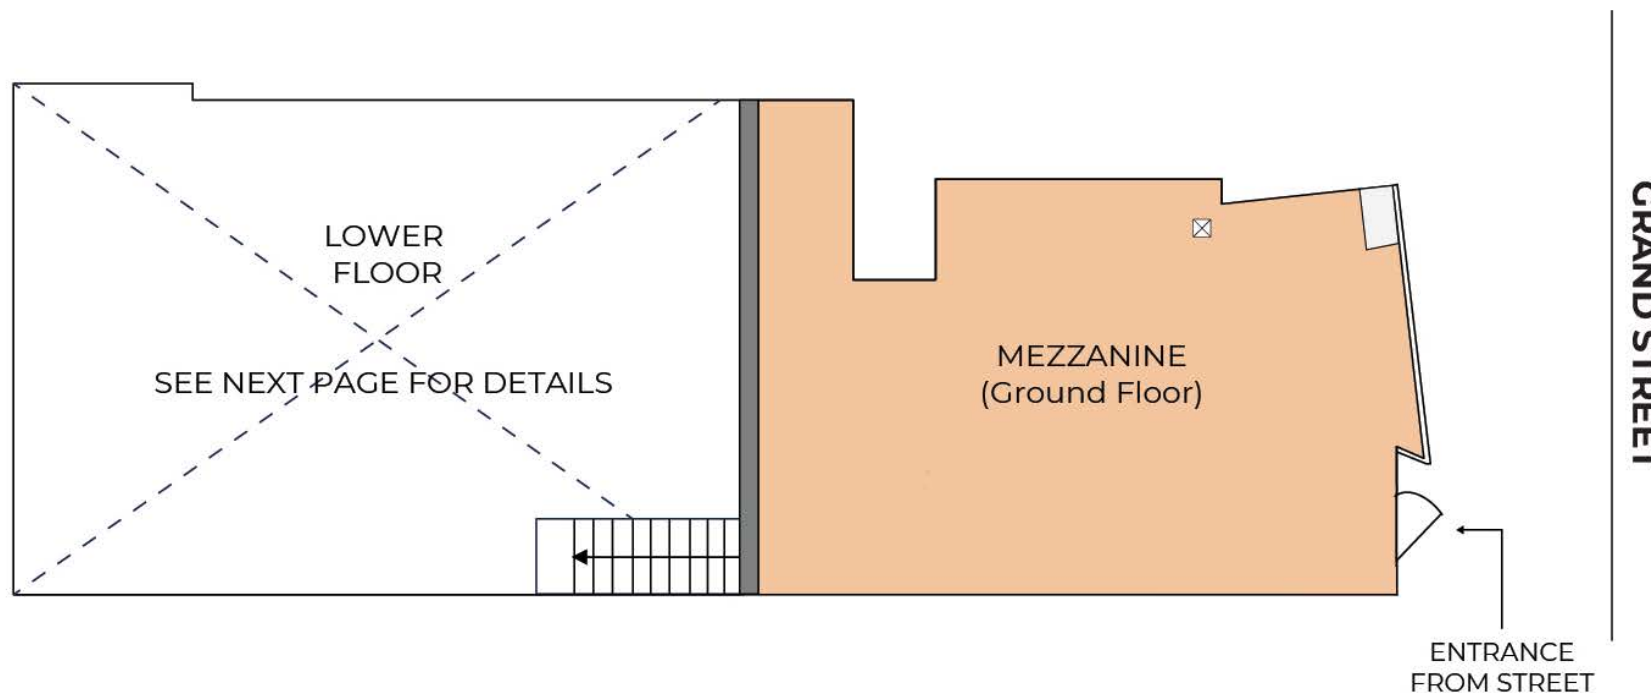 LOWER
FLOOR
SEE NEXT PAGE FOR DETAILS
MEZZANINE
(Ground Floor)
GRAND STREET
ENTRANCE
FROM STREET